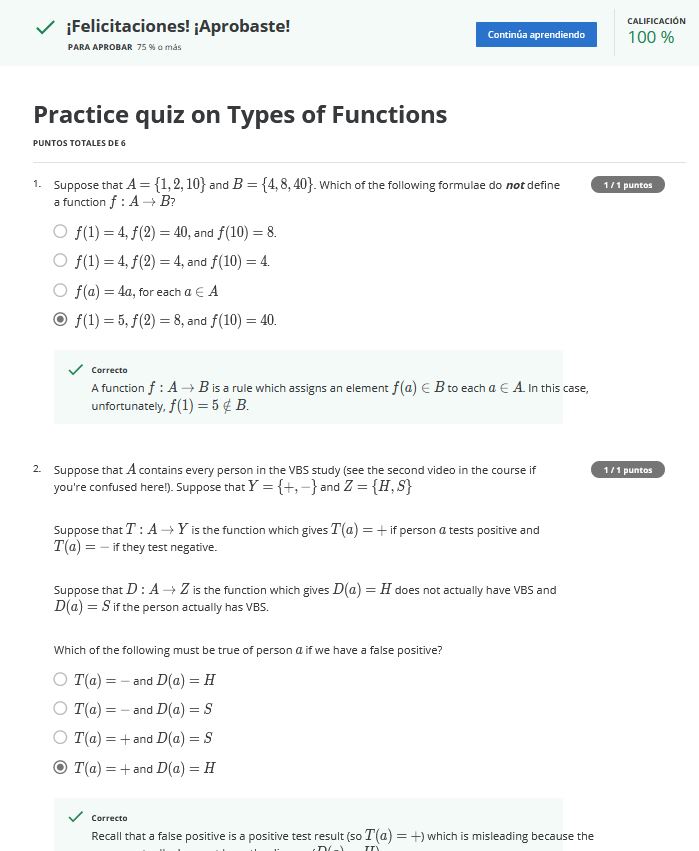 ¡Felicitaciones! ¡Aprobaste!
PARA APROBAR 75 % o más
Continúa aprendiendo
CALIFICACIÓN
100 %
Practice quiz on Types of Functions
PUNTOS TOTALES DE 6
1. Suppose that A = {1, 2, 10} and B = {4, 8, 40}. Which of the following formulae do not define
a function f : A → B?
1 / 1 puntos
f(1) = 4, f(2) = 40, and f(10) = 8.
f(1) = 4, f(2) = 4, and f(10) = 4.
f(a) = 4a, for each a ∈ A
f(1) = 5, f(2) = 8, and f(10) = 40.
Correcto
A function f : A → B is a rule which assigns an element f(a) ∈ B to each a ∈ A. In this case,
unfortunately, f(1) = 5 ∉ B.
2. Suppose that A contains every person in the VBS study (see the second video in the course if
you're confused here!). Suppose that Y = {+, −} and Z = {H, S}
1 / 1 puntos
Suppose that T : A → Y is the function which gives T(a) = + if person a tests positive and
T(a) = − if they test negative.
Suppose that D : A → Z is the function which gives D(a) = H does not actually have VBS and
D(a) = S if the person actually has VBS.
Which of the following must be true of person a if we have a false positive?
T(a) = − and D(a) = H
T(a) = − and D(a) = S
T(a) = + and D(a) = S
T(a) = + and D(a) = H
Correcto
Recall that a false positive is a positive test result (so T(a) = +) which is misleading because the